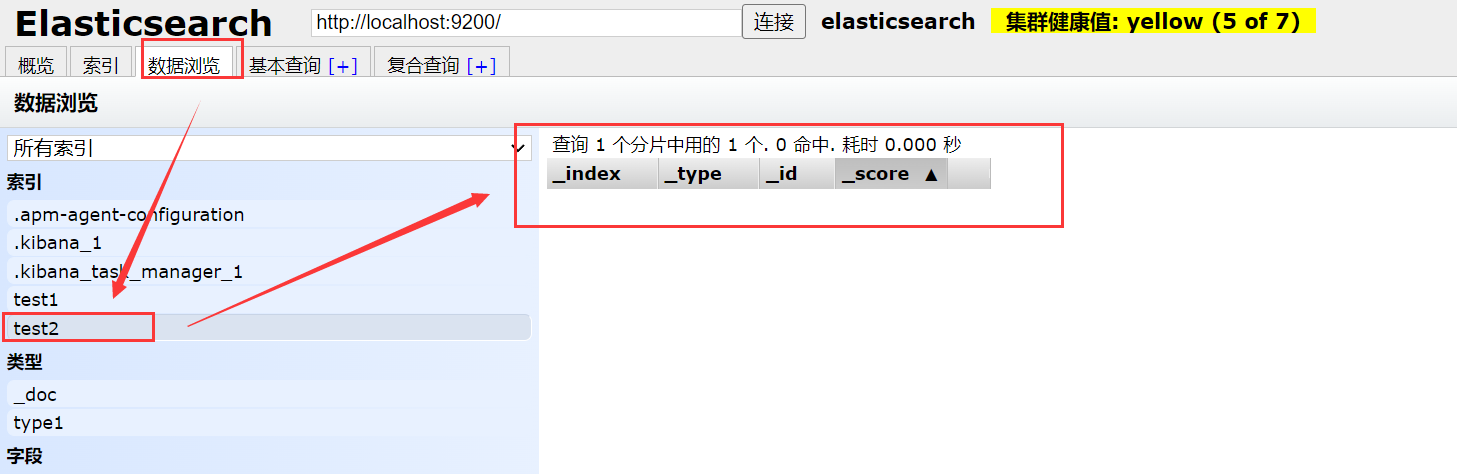 Elasticsearch http://localhost:9200/ 连接 elasticsearch 集群健康值: yellow (5 of 7)
概览 索引 数据浏览 基本查询 [+] 复合查询 [+]
数据浏览
所有索引
索引
.apm-agent-configuration
.kibana_1
.kibana_task_manager_1
test1
test2
类型
_doc
type1
字段
查询 1 个分片中用的 1 个. 0 命中. 耗时 0.000 秒
_index _type _id _score ▲